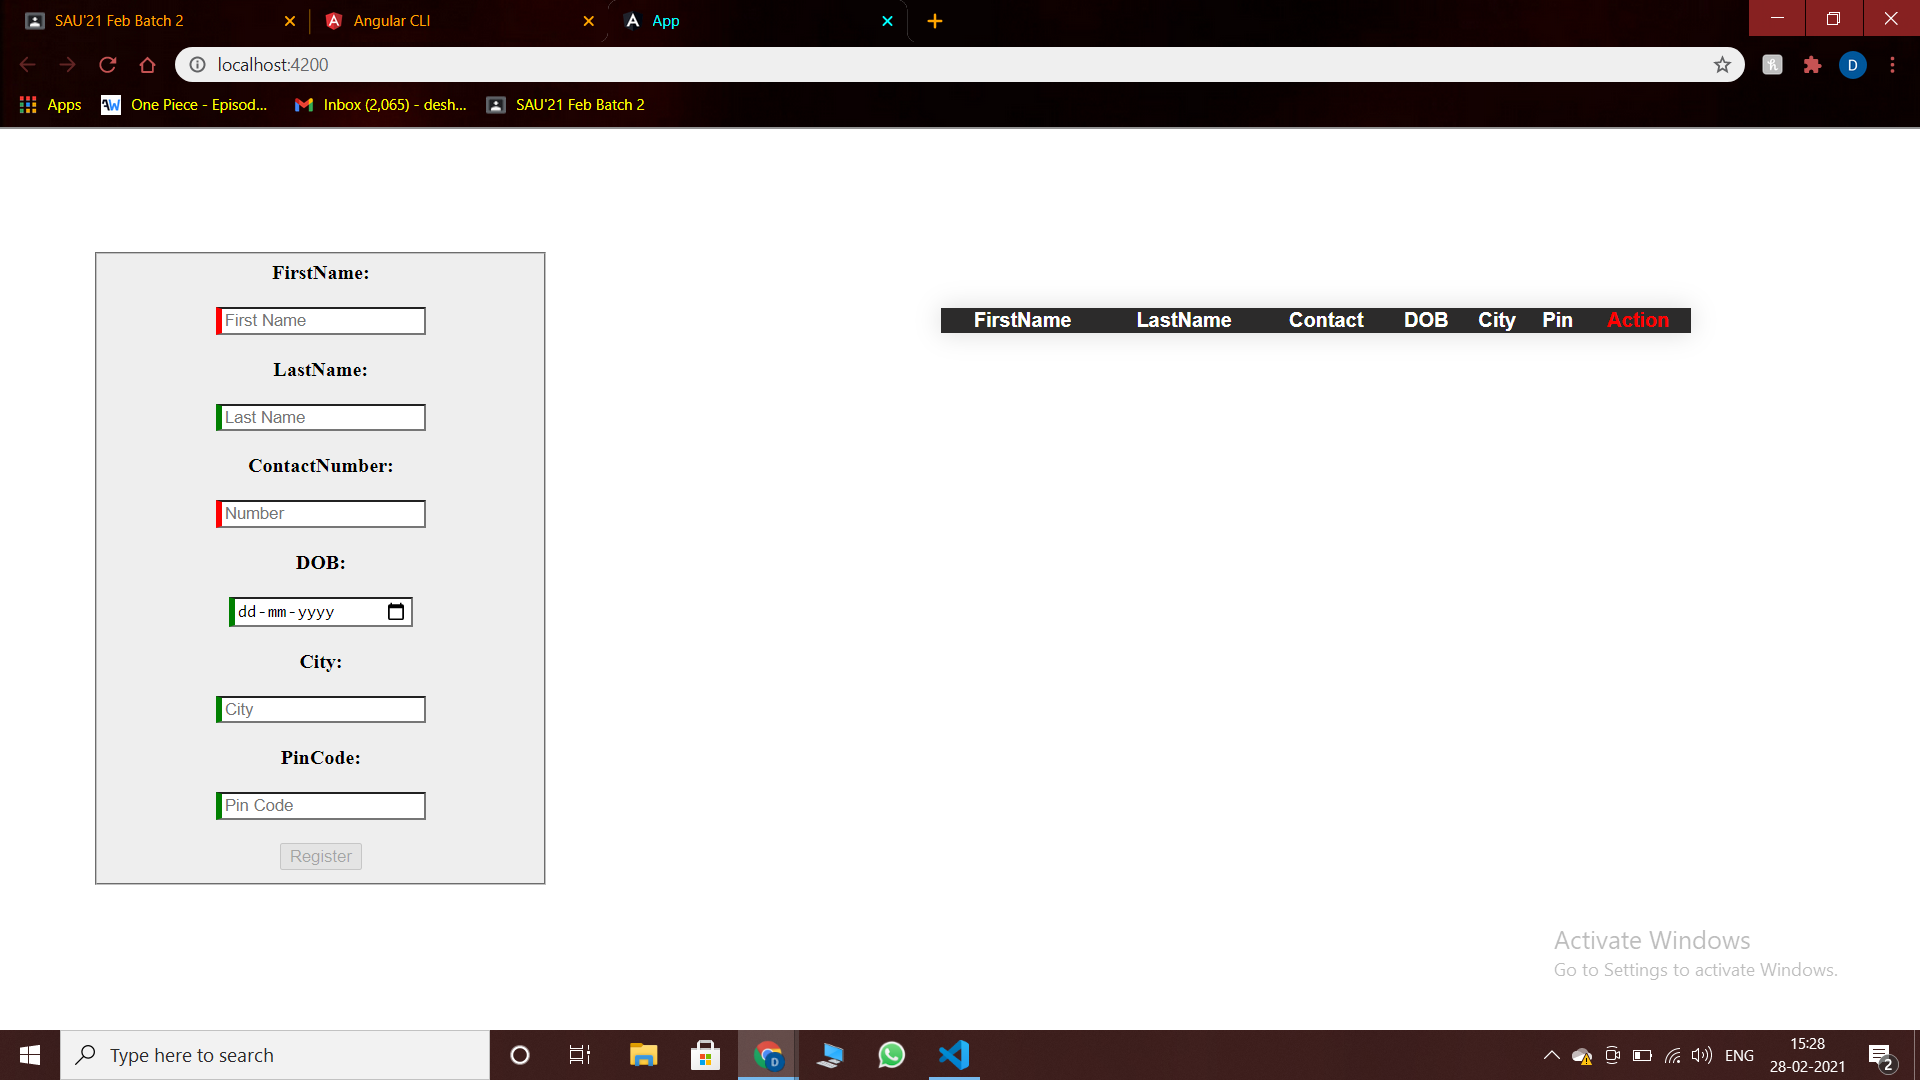 SAU'21 Feb Batch 2
Angular CLI
App
localhost:4200
Apps
One Piece - Episod...
Inbox (2,065) - desh...
SAU'21 Feb Batch 2
D
FirstName:
First Name
LastName:
Last Name
ContactNumber:
Number
DOB:
dd-mm-yyyy
City:
City
PinCode:
Pin Code
Register
FirstName LastName Contact DOB City Pin Action
Activate Windows
Go to Settings to activate Windows.
Type here to search
D
ENG
15:28
28-02-2021
2